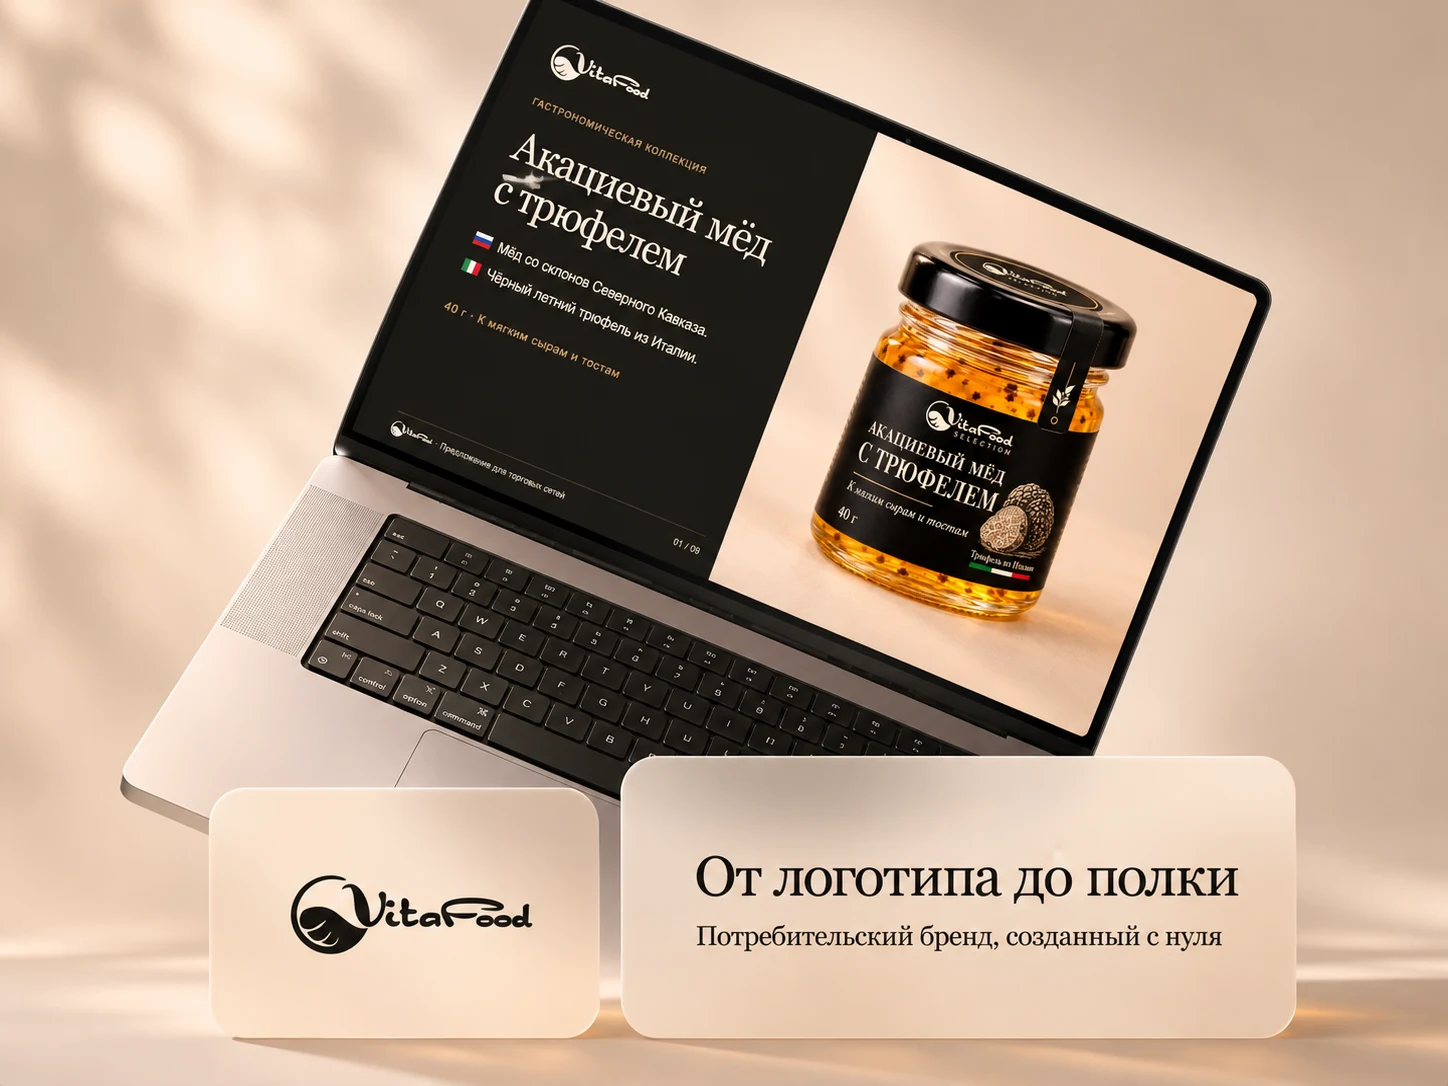 VitaFood
ГАСТРОНОМИЧЕСКАЯ КОЛЛЕКЦИЯ
Акациевый мёд
с трюфелем
Мёд со склонов Северного Кавказа.
Чёрный летний трюфель из Италии.
40 г · К мягким сырам и тостам
VitaFood · Предложение для торговых сетей
01 / 09
VitaFood
SELECTION
VitaFood
SELECTION
АКАЦИЕВЫЙ МЁД
С ТРЮФЕЛЕМ
К мягким сырам и тостам
40 г
Трюфель из Италии
esc
Q W E R T Y U I
caps lock
A S D F G H J
shift
Z X C V B
control
option
command
VitaFood
От логотипа до полки
Потребительский бренд, созданный с нуля